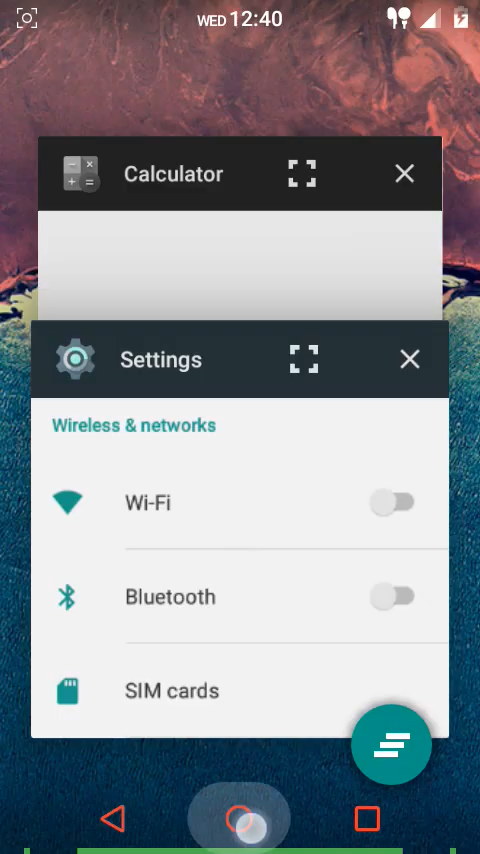 WED 12:40
Calculator
Settings
Wireless & networks
Wi-Fi
Bluetooth
SIM cards